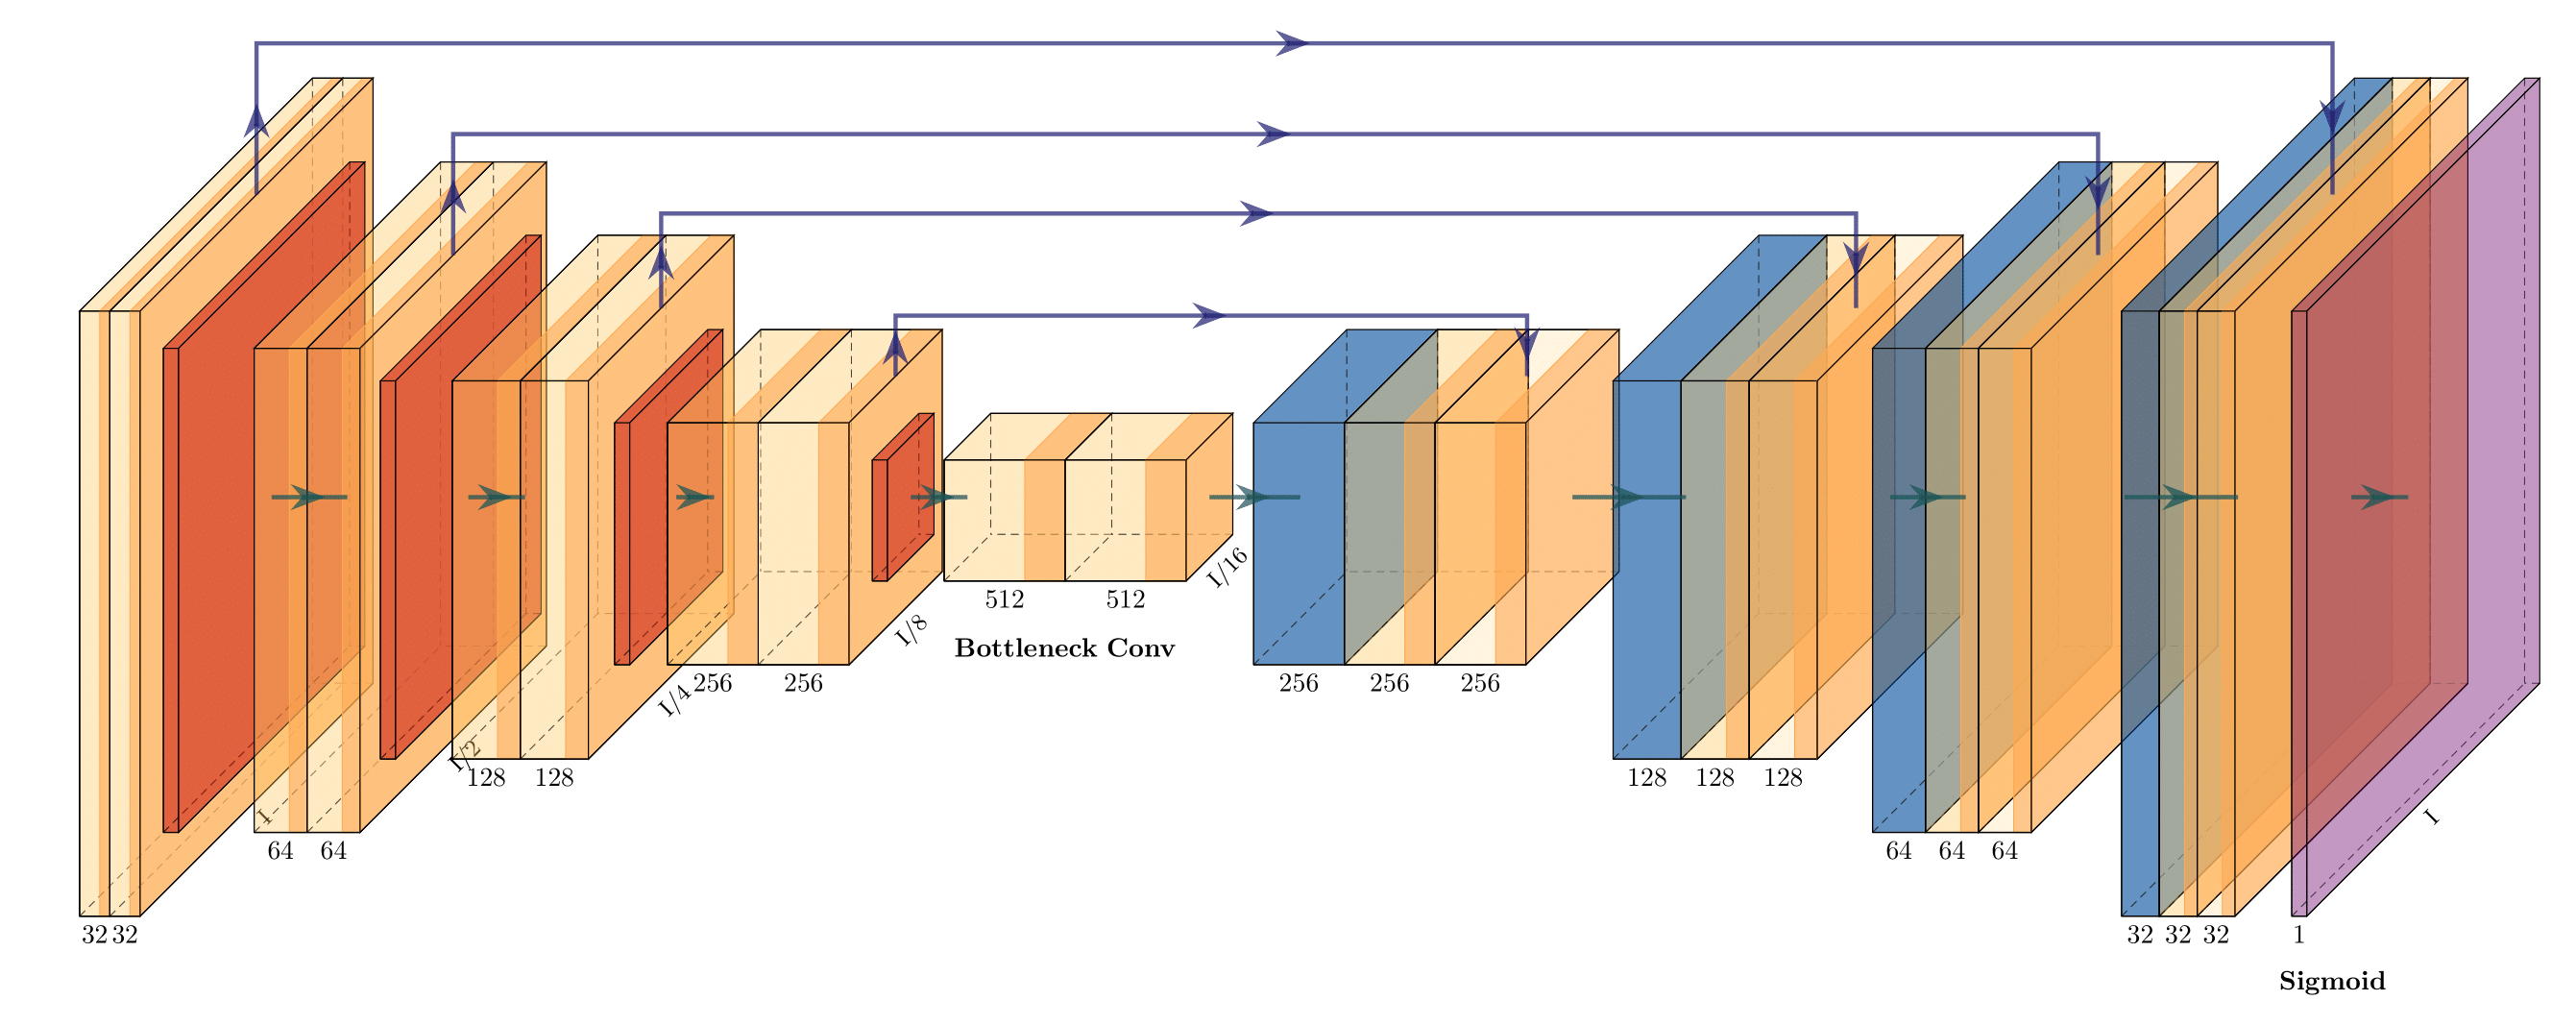 32 32
I
64 64
I/2
128 128
I/4
256 256
I/8
512 512
I/16
Bottleneck Conv
256 256 256
128 128 128
64 64 64
32 32 32
1
I
Sigmoid